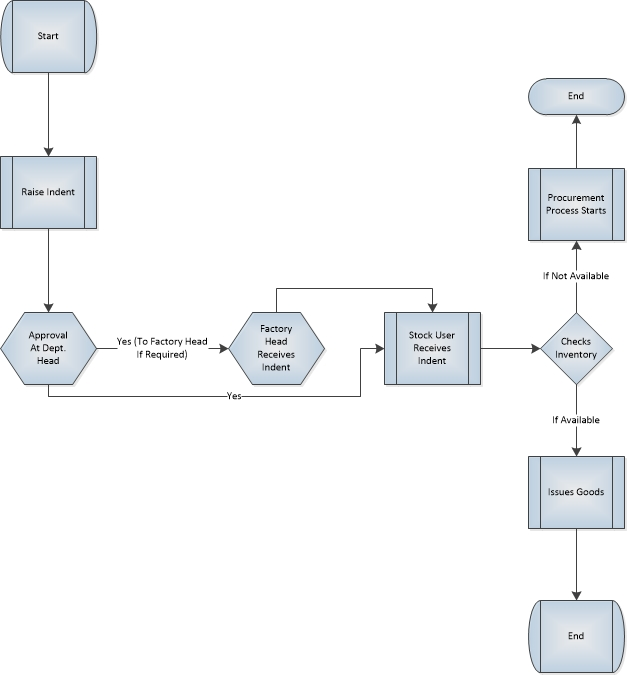 Start
Raise Indent
Approval
At Dept.
Head
Yes (To Factory Head
If Required)
Factory
Head
Receives
Indent
Yes
Stock User
Receives
Indent
Checks
Inventory
If Not Available
Procurement
Process Starts
End
If Available
Issues Goods
End